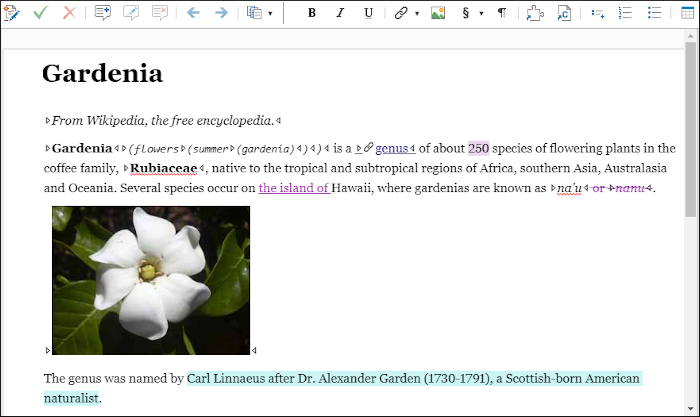 B I U § ¶
Gardenia
From Wikipedia, the free encyclopedia.
Gardenia (flowers (summer (gardenia))) is a genus of about 250 species of flowering plants in the
coffee family, Rubiaceae, native to the tropical and subtropical regions of Africa, southern Asia, Australasia
and Oceania. Several species occur on the island of Hawaii, where gardenias are known as na'u or nanu.
The genus was named by Carl Linnaeus after Dr. Alexander Garden (1730-1791), a Scottish-born American
naturalist.